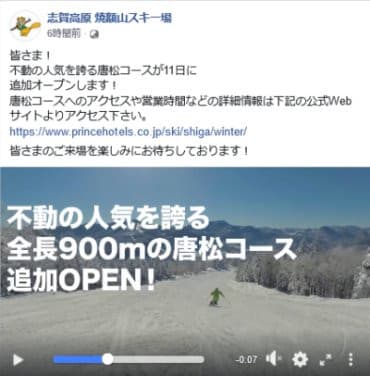 志賀高原 焼額山スキー場
6時間前・
皆さま！
不動の人気を誇る唐松コースが11日に
追加オープンします！
唐松コースへのアクセスや営業時間などの詳細情報は下記の公式Web
サイトよりアクセス下さい。
https://www.princehotels.co.jp/ski/shiga/winter/
皆さまのご来場を楽しみにお待ちしております！
不動の人気を誇る
全長900mの唐松コース
追加OPEN！
-0:07